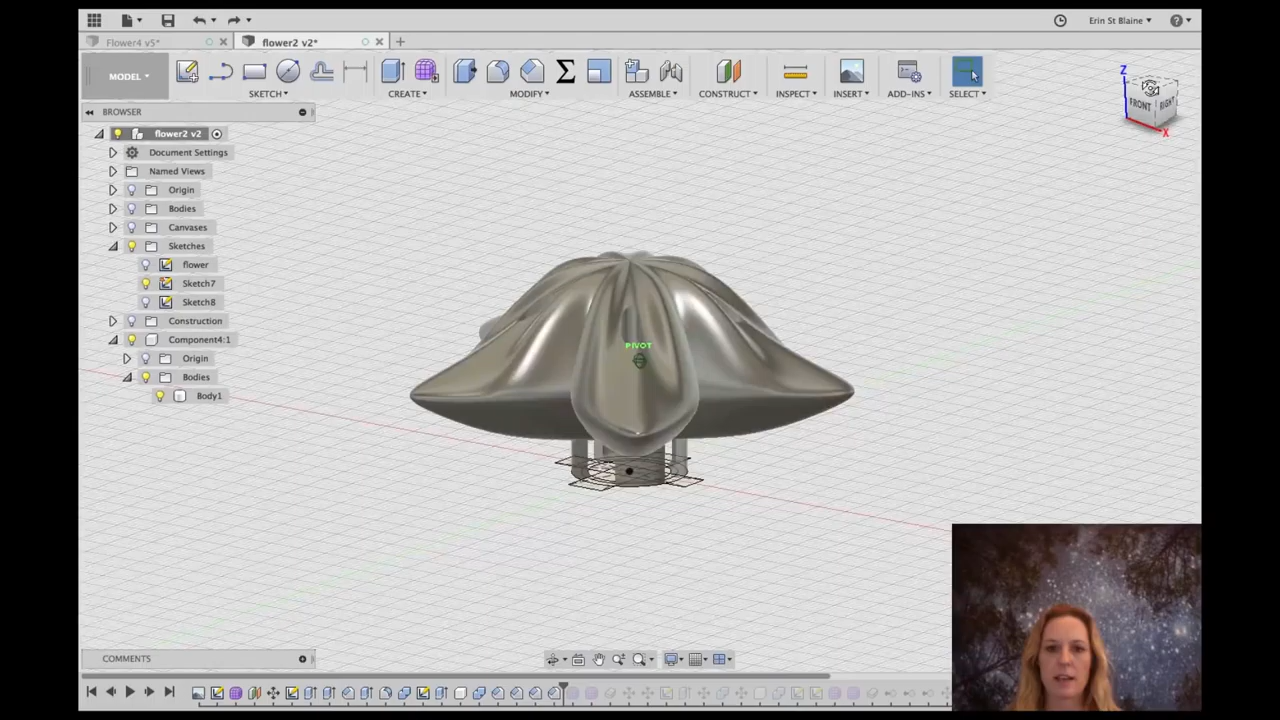 Erin St Blaine
Flower4 v5*
flower2 v2*
MODEL
SKETCH
CREATE
MODIFY
ASSEMBLE
CONSTRUCT
INSPECT
INSERT
ADD-INS
SELECT
Z
FRONT
RIGHT
X
BROWSER
flower2 v2
Document Settings
Named Views
Origin
Bodies
Canvases
Sketches
flower
Sketch7
Sketch8
Construction
Component4:1
Origin
Bodies
Body1
PIVOT
COMMENTS